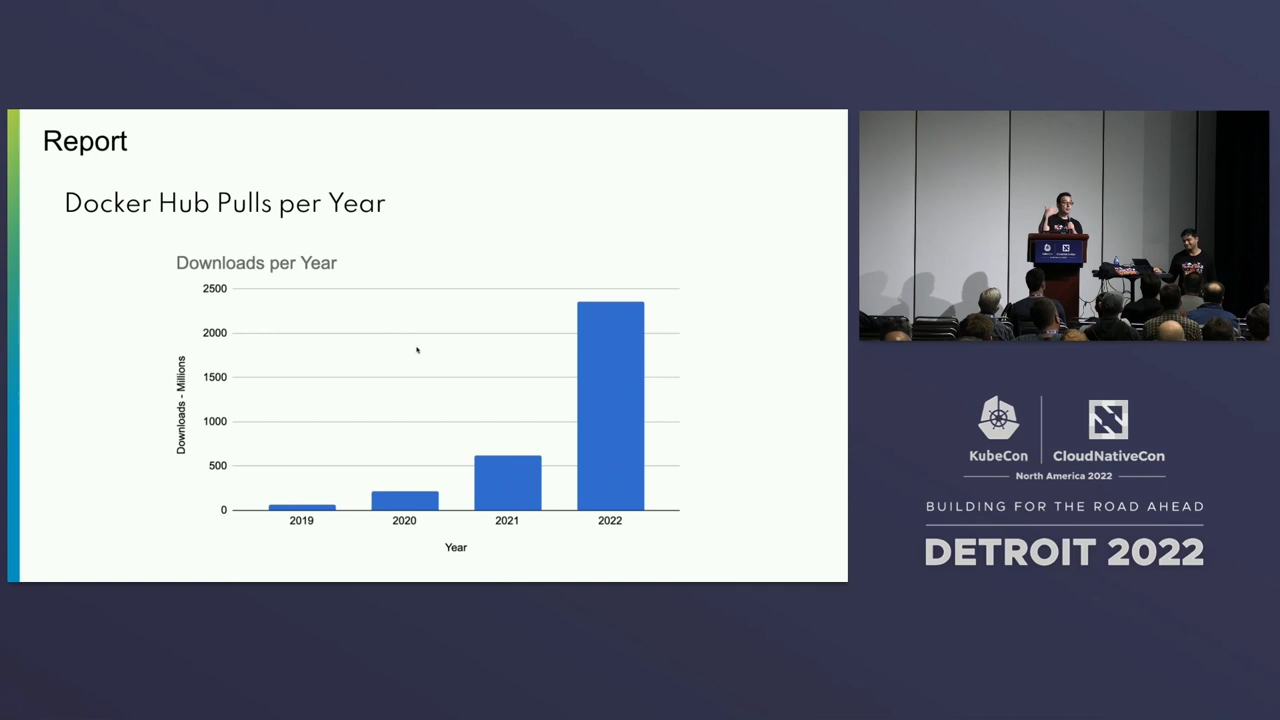 Report
Docker Hub Pulls per Year
Downloads per Year
2500
2000
1500
1000
500
0
Downloads - Millions
2019 2020 2021 2022
Year
KubeCon CloudNativeCon
North America 2022
BUILDING FOR THE ROAD AHEAD
DETROIT 2022